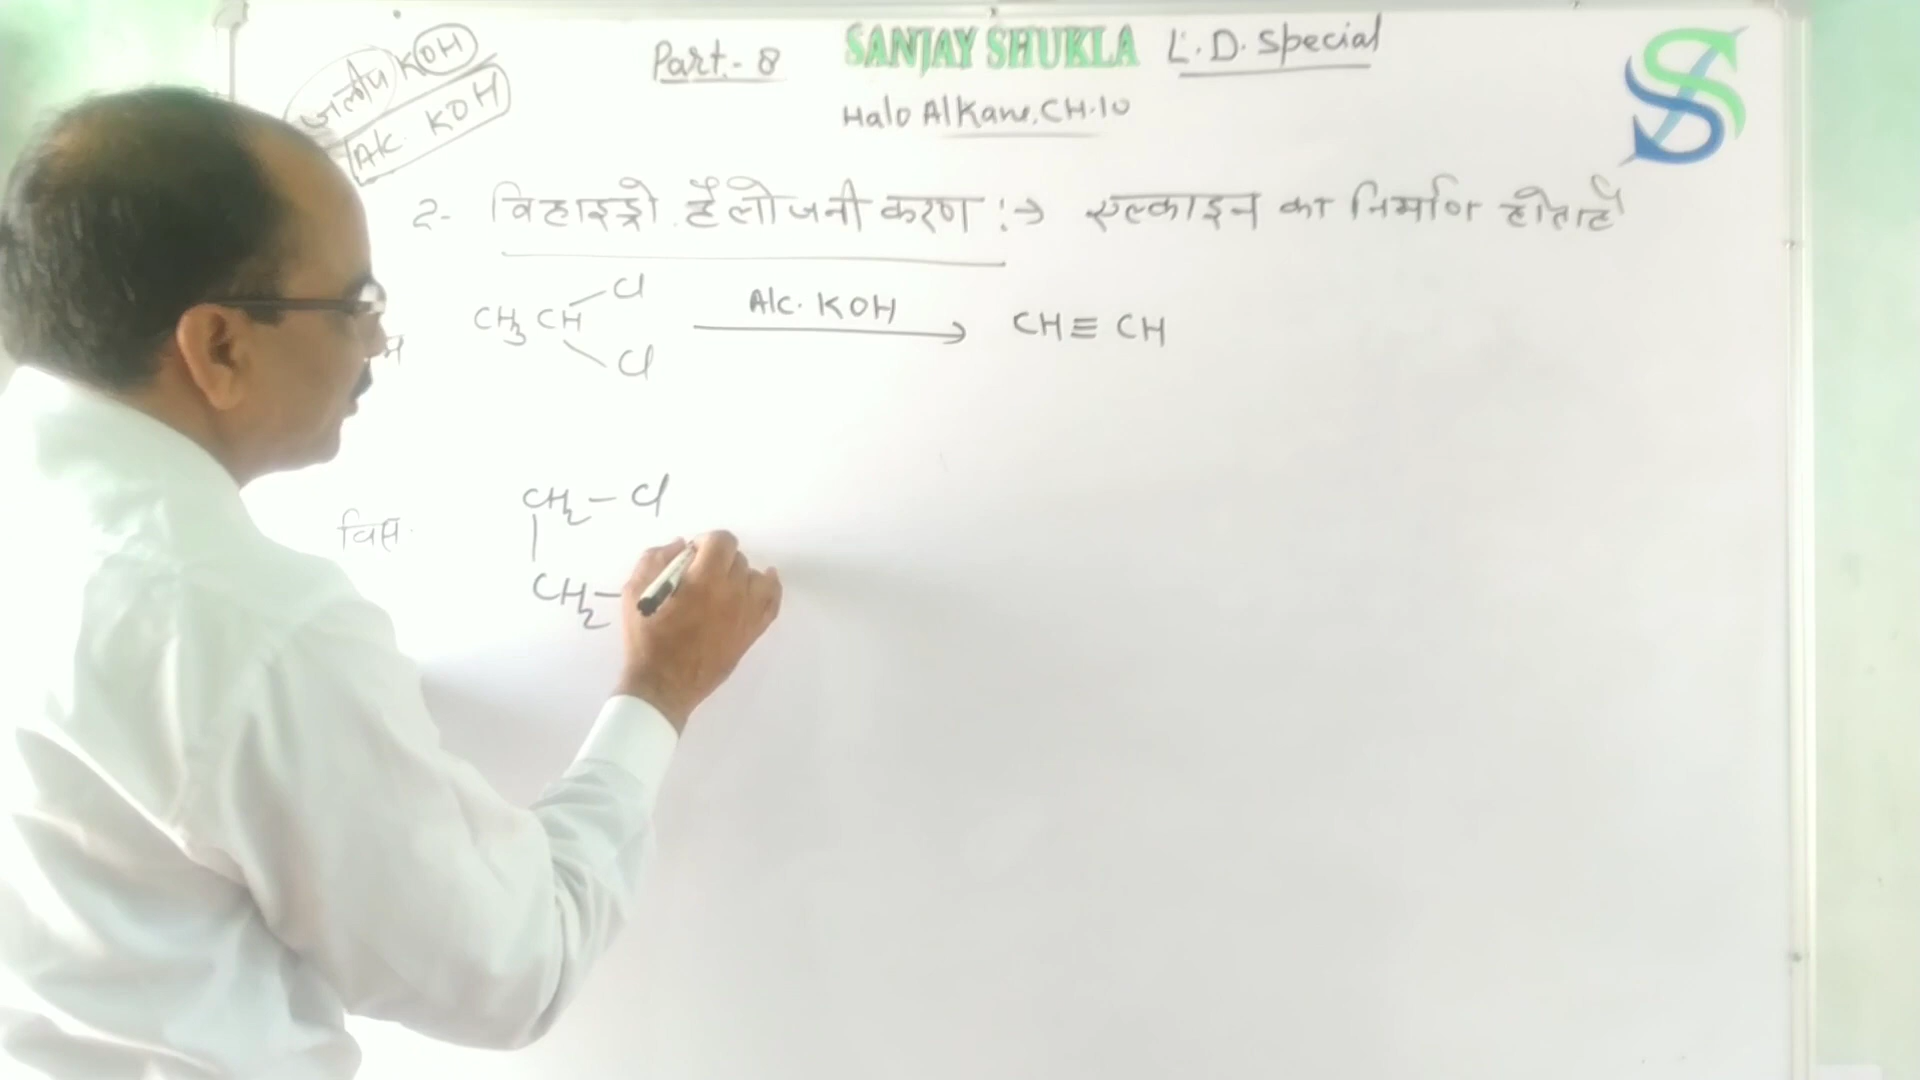 Part.- 8 SANJAY SHUKLA L.D. Special
Halo Alkane, CH.10
जलीय KOH
Alc. KOH
2- विहाइड्रो हैलोजनीकरण :→ एल्काइन का निर्माण होता है
CH3 CH Cl Cl Alc. KOH → CH ≡ CH
विस. CH2 – Cl
CH2 –